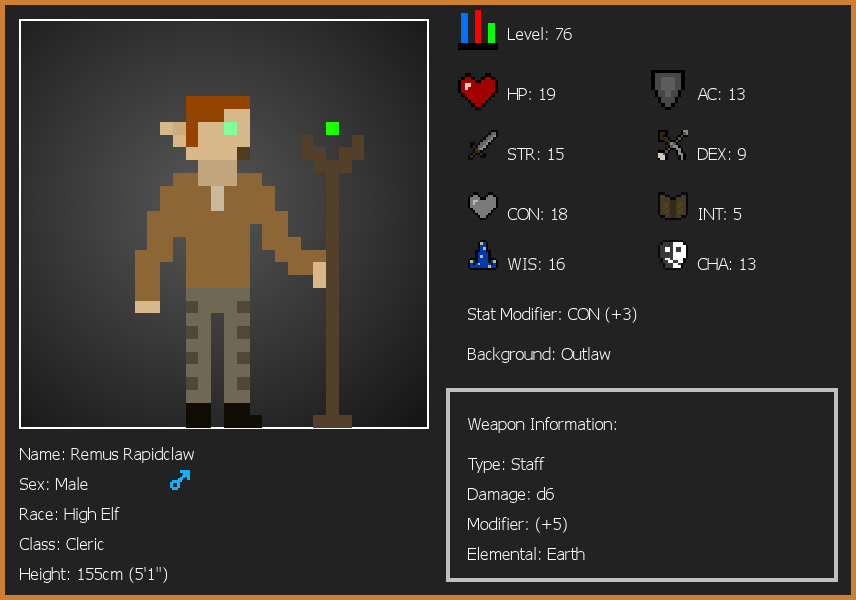 Level: 76
HP: 19
AC: 13
STR: 15
DEX: 9
CON: 18
INT: 5
WIS: 16
CHA: 13
Stat Modifier: CON (+3)
Background: Outlaw
Weapon Information:
Type: Staff
Damage: d6
Modifier: (+5)
Elemental: Earth
Name: Remus Rapidclaw
Sex: Male
Race: High Elf
Class: Cleric
Height: 155cm (5'1")